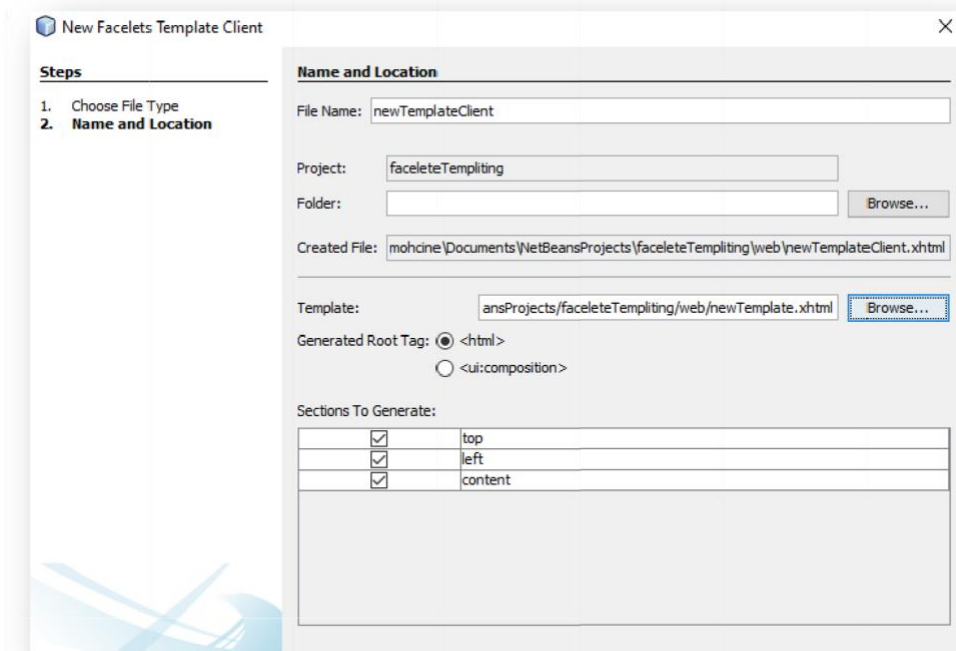 New Facelets Template Client
Steps
1. Choose File Type
2. Name and Location
Name and Location
File Name: newTemplateClient
Project: faceleteTempliting
Folder: Browse...
Created File: mohcine\Documents\NetBeansProjects\faceleteTempliting\web\newTemplateClient.xhtml
Template: ansProjects/faceleteTempliting/web/newTemplate.xhtml Browse...
Generated Root Tag: <html>
<ui:composition>
Sections To Generate:
top
left
content